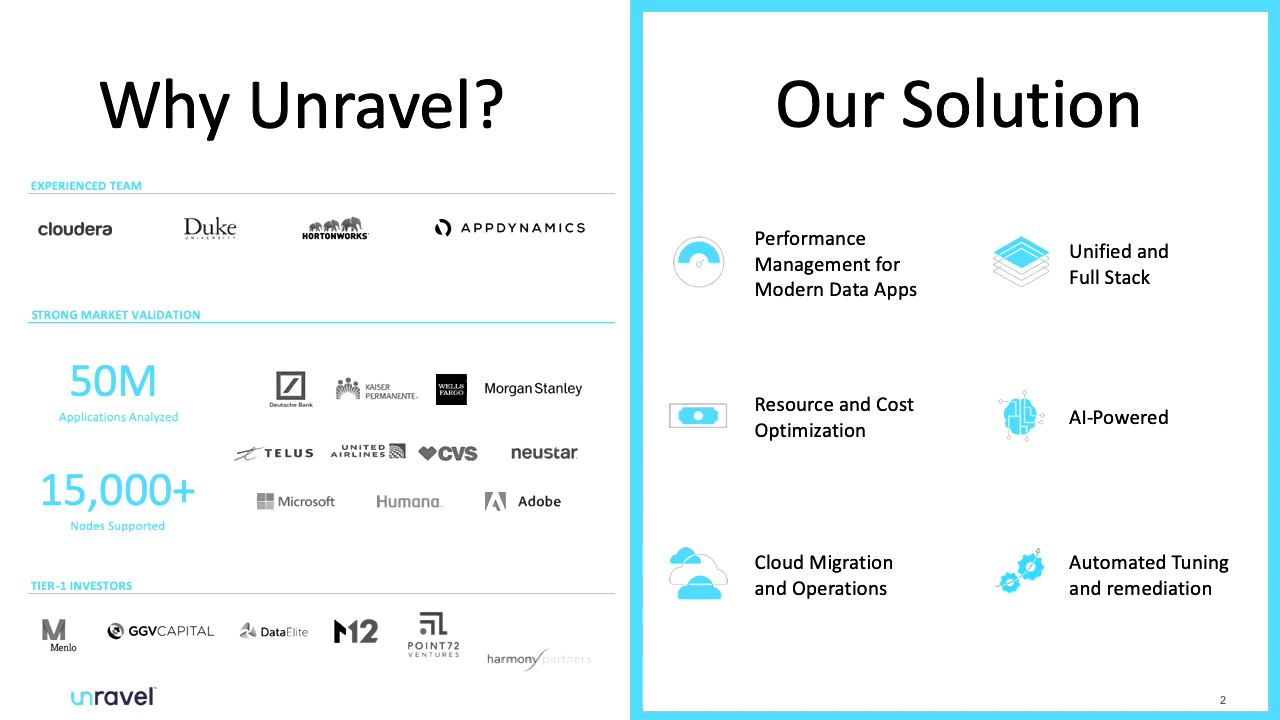 Why Unravel?
EXPERIENCED TEAM
cloudera
Duke
UNIVERSITY
HORTONWORKS
APPDYNAMICS
STRONG MARKET VALIDATION
50M
Applications Analyzed
Deutsche Bank
KAISER
PERMANENTE®
WELLS
FARGO
Morgan Stanley
TELUS
UNITED
AIRLINES
CVS
neustar
15,000+
Nodes Supported
Microsoft
Humana
Adobe
TIER-1 INVESTORS
M
Menlo
GGVCAPITAL
DataElite
M12
POINT72
VENTURES
harmony partners
unravel™
Our Solution
Performance
Management for
Modern Data Apps
Unified and
Full Stack
Resource and Cost
Optimization
AI-Powered
Cloud Migration
and Operations
Automated Tuning
and remediation
2